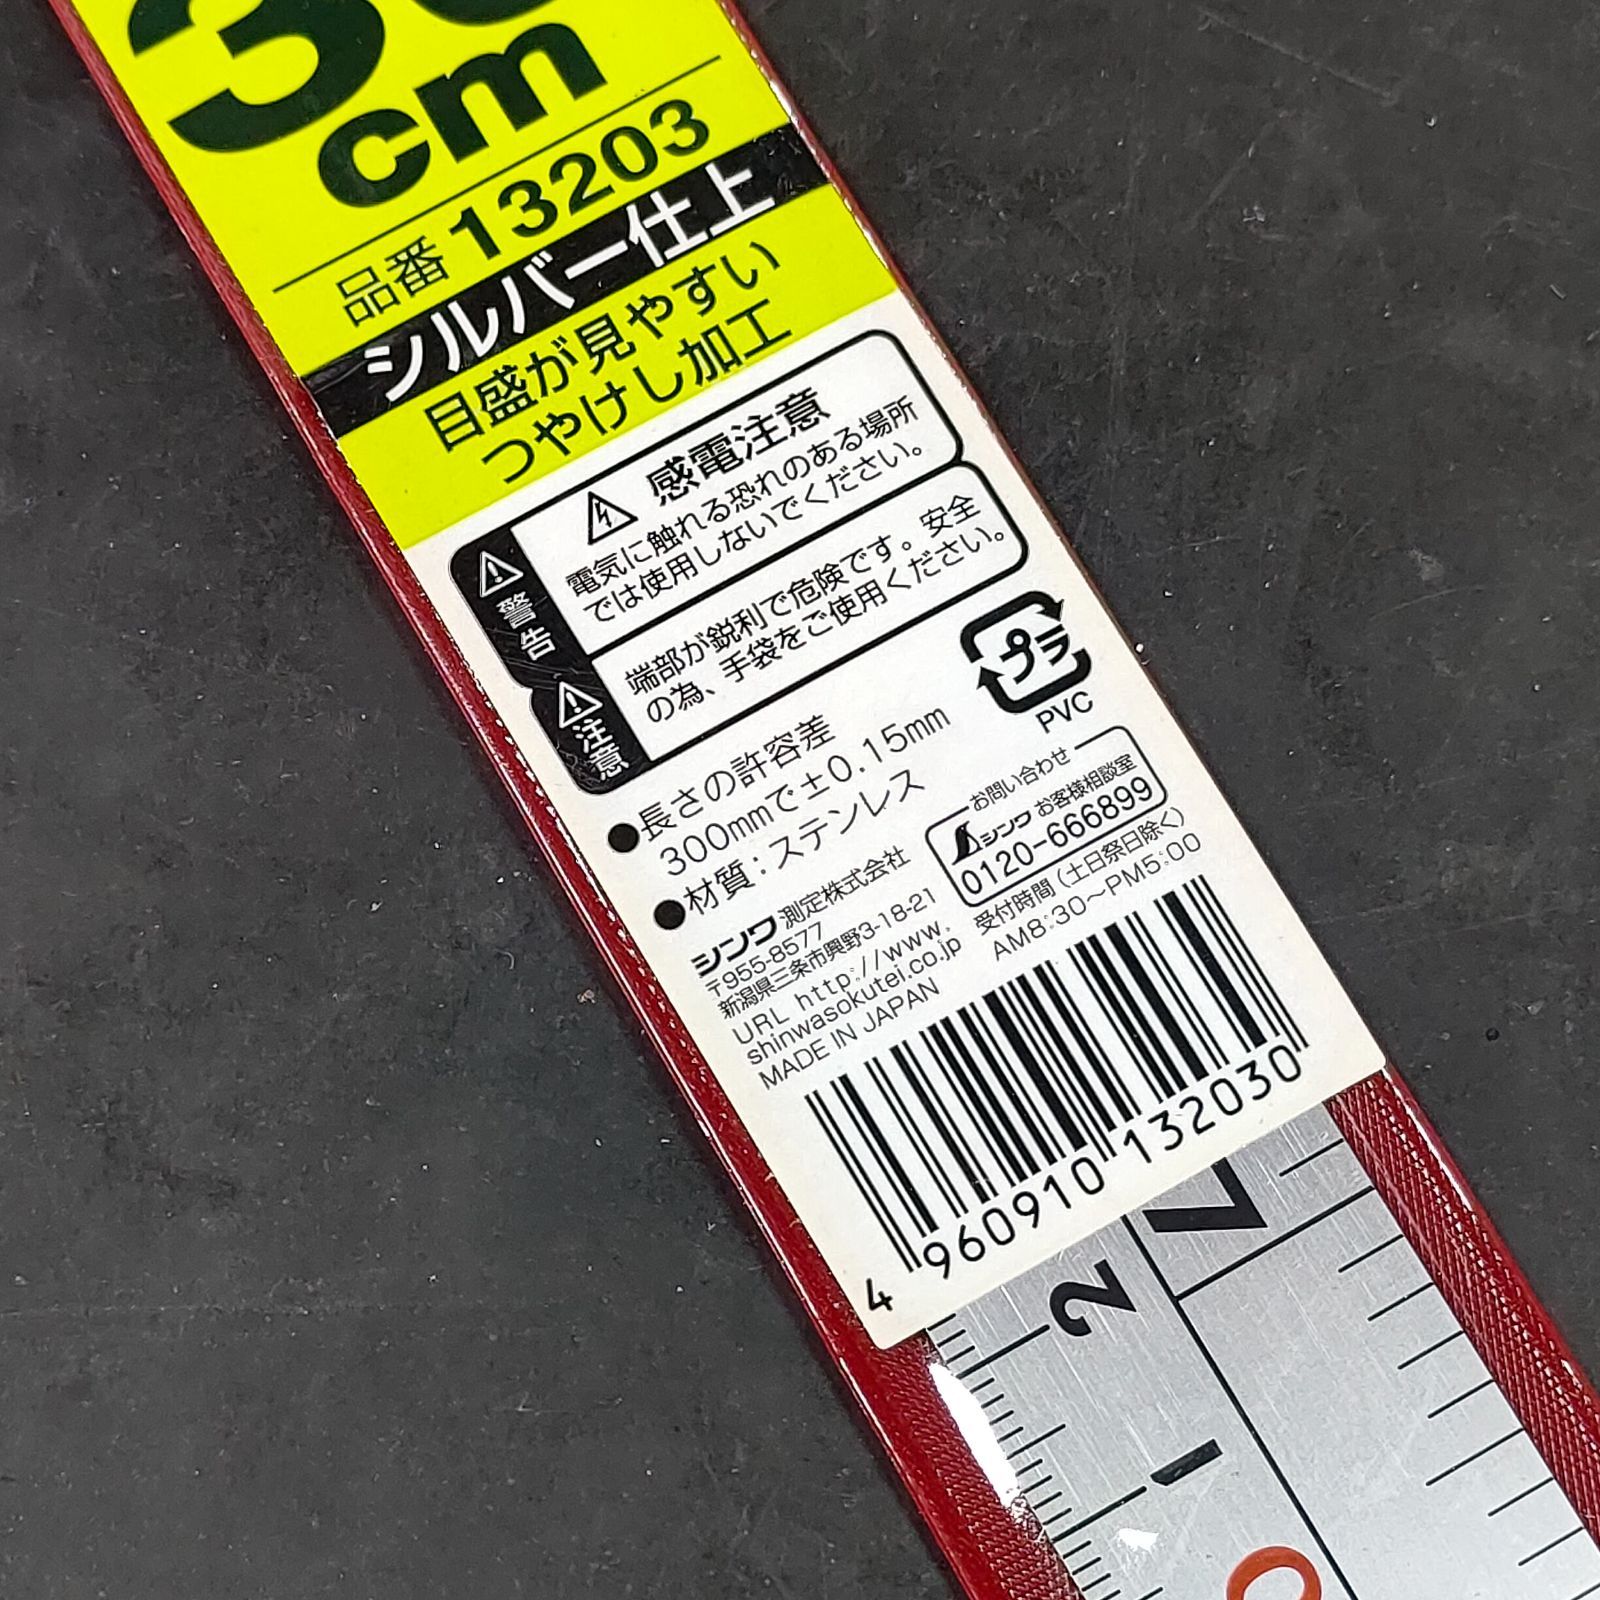 30
cm
品番 13203
シルバー仕上
目盛が見やすい
つやけし加工
警告
感電注意
電気に触れる恐れのある場所
では使用しないでください。
注意
端部が鋭利で危険です。安全
の為、手袋をご使用ください。
プラ
PVC
●長さの許容差
300mmで±0.15mm
●材質：ステンレス
お問い合わせ
シンワ お客様相談室
0120-666899
受付時間（土日祭日除く）
AM8:30〜PM5:00
シンワ 測定株式会社
〒955-8577
新潟県三条市興野3-18-21
URL http://www.
shinwasokutei.co.jp
MADE IN JAPAN
4 960910 132030
2
1
0